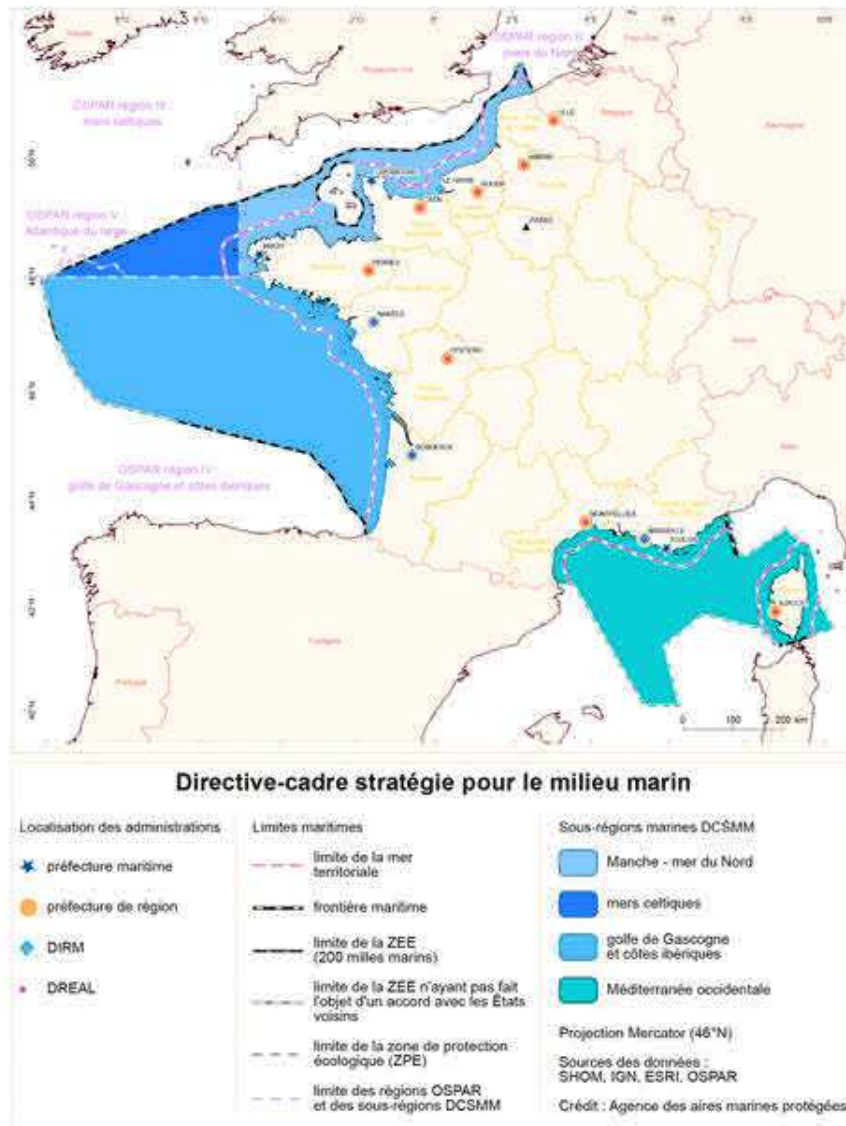 OSPAR région II :
mers du Nord
Royaume-Uni
OSPAR région III :
mers celtiques
Belgique
Allemagne
LILLE
AMIENS
LE HAVRE
ROUEN
CAEN
PARIS
OSPAR région V :
Atlantique du large
BREST
RENNES
NANTES
POITIERS
BORDEAUX
OSPAR région IV :
golfe de Gascogne et côtes ibériques
MONTPELLIER
MARSEILLE
TOULON
AJACCIO
Espagne
Portugal
0 100 200 km
Directive-cadre stratégie pour le milieu marin
Localisation des administrations
préfecture maritime
préfecture de région
DIRM
DREAL
Limites maritimes
limite de la mer
territoriale
frontière maritime
limite de la ZEE
(200 milles marins)
limite de la ZEE n'ayant pas fait
l'objet d'un accord avec les États
voisins
limite de la zone de protection
écologique (ZPE)
limite des régions OSPAR
et des sous-régions DCSMM
Sous-régions marines DCSMM
Manche - mer du Nord
mers celtiques
golfe de Gascogne
et côtes ibériques
Méditerranée occidentale
Projection Mercator (46°N)
Sources des données :
SHOM, IGN, ESRI, OSPAR
Crédit : Agence des aires marines protégées